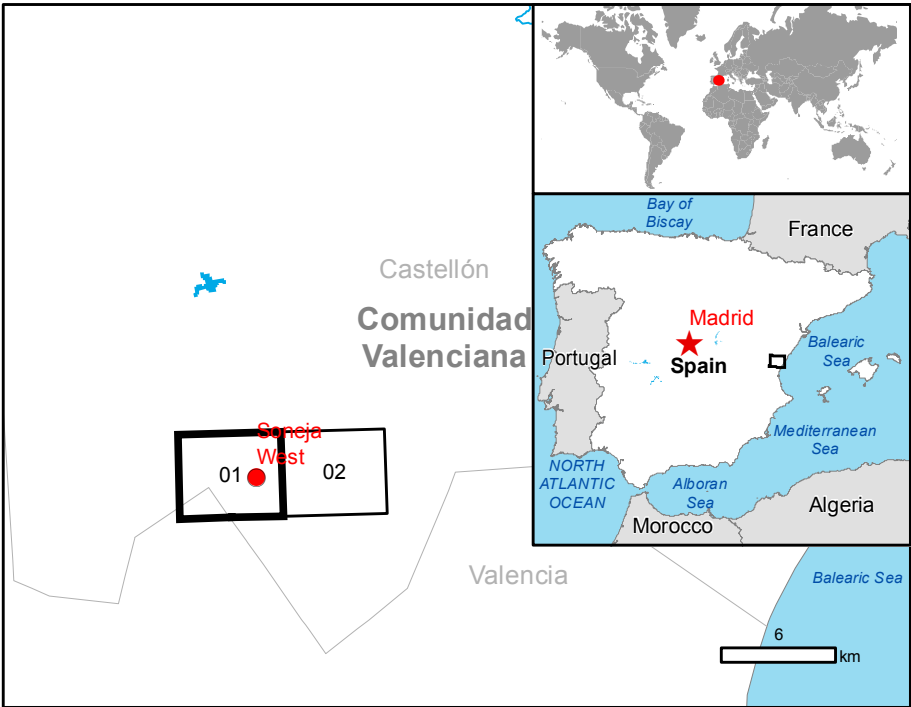 Castellón
Comunidad
Valenciana
Soneja
West
01
02
Valencia
Bay of
Biscay
France
Madrid
Portugal
Spain
Balearic
Sea
Mediterranean
Sea
NORTH
ATLANTIC
OCEAN
Alboran
Sea
Algeria
Morocco
Balearic Sea
6
km